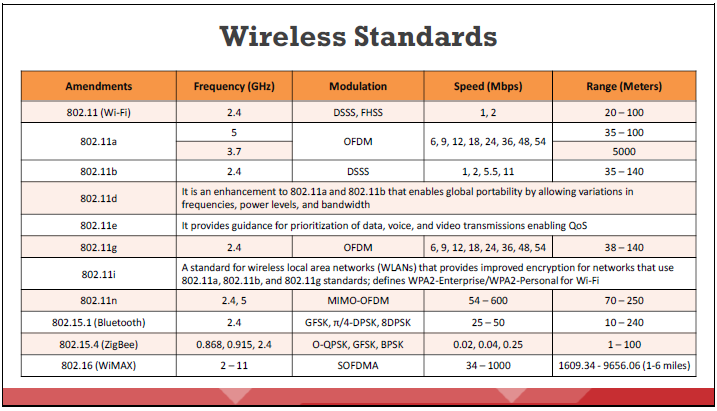 Wireless Standards
Amendments Frequency (GHz) Modulation Speed (Mbps) Range (Meters)
802.11 (Wi-Fi) 2.4 DSSS, FHSS 1, 2 20 – 100
802.11a 5 OFDM 6, 9, 12, 18, 24, 36, 48, 54 35 – 100
3.7 5000
802.11b 2.4 DSSS 1, 2, 5.5, 11 35 – 140
802.11d It is an enhancement to 802.11a and 802.11b that enables global portability by allowing variations in
frequencies, power levels, and bandwidth
802.11e It provides guidance for prioritization of data, voice, and video transmissions enabling QoS
802.11g 2.4 OFDM 6, 9, 12, 18, 24, 36, 48, 54 38 – 140
802.11i A standard for wireless local area networks (WLANs) that provides improved encryption for networks that use
802.11a, 802.11b, and 802.11g standards; defines WPA2-Enterprise/WPA2-Personal for Wi-Fi
802.11n 2.4, 5 MIMO-OFDM 54 – 600 70 – 250
802.15.1 (Bluetooth) 2.4 GFSK, π/4-DPSK, 8DPSK 25 – 50 10 – 240
802.15.4 (ZigBee) 0.868, 0.915, 2.4 O-QPSK, GFSK, BPSK 0.02, 0.04, 0.25 1 – 100
802.16 (WiMAX) 2 – 11 SOFDMA 34 – 1000 1609.34 - 9656.06 (1-6 miles)